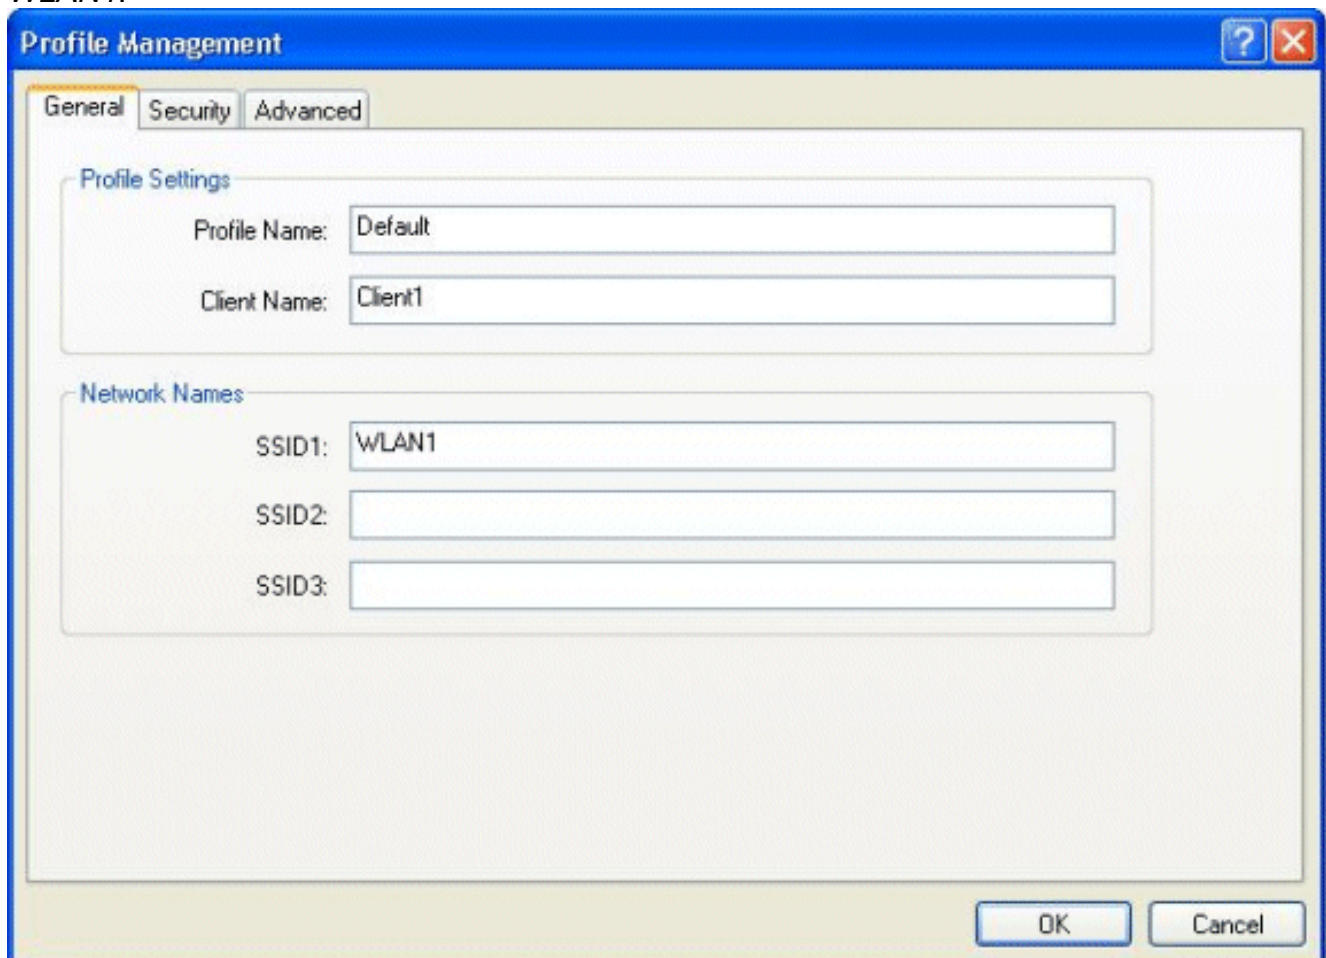 Profile Management
General Security Advanced
Profile Settings
Profile Name: Default
Client Name: Client1
Network Names
SSID1: WLAN1
SSID2:
SSID3:
OK Cancel